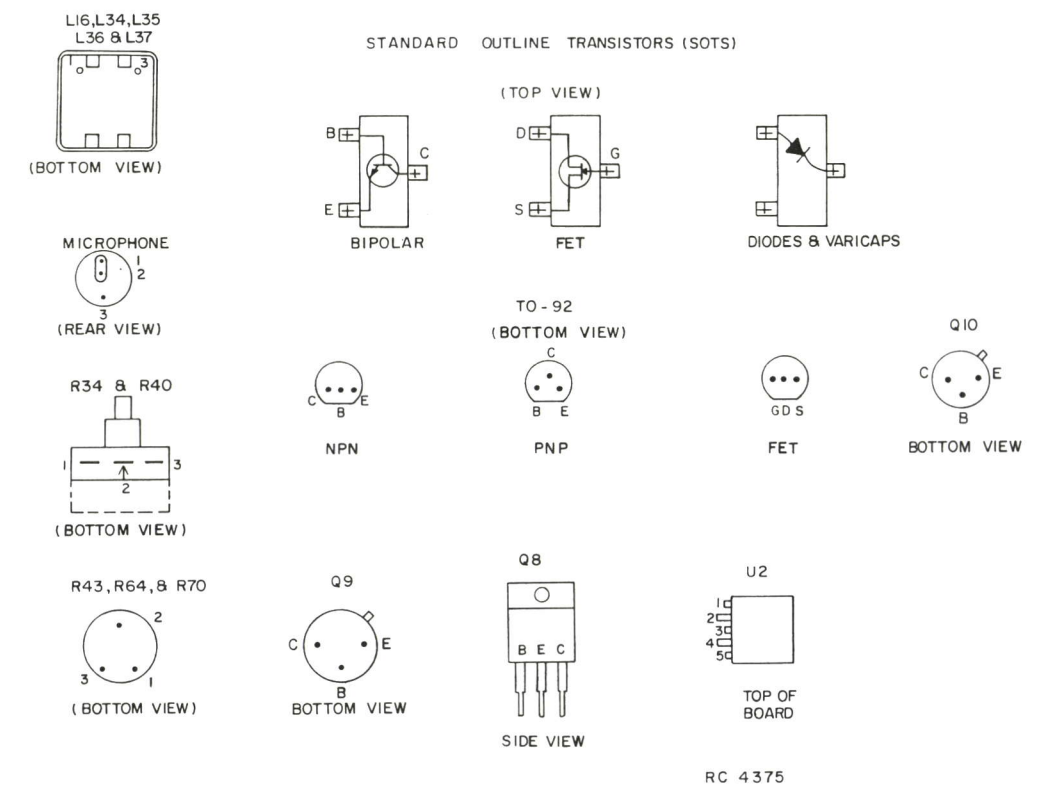 L16,L34,L35
L36 & L37
1 3
(BOTTOM VIEW)
STANDARD OUTLINE TRANSISTORS (SOTS)
(TOP VIEW)
B
C
E
BIPOLAR
D
G
S
FET
DIODES & VARICAPS
MICROPHONE
1
2
3
(REAR VIEW)
TO-92
(BOTTOM VIEW)
C B E
NPN
C
B E
PNP
G D S
FET
Q10
C E
B
BOTTOM VIEW
R34 & R40
1 3
2
(BOTTOM VIEW)
R43,R64,& R70
2
3 1
(BOTTOM VIEW)
Q9
C E
B
BOTTOM VIEW
Q8
B E C
SIDE VIEW
U2
1
2
3
4
5
TOP OF
BOARD
RC 4375